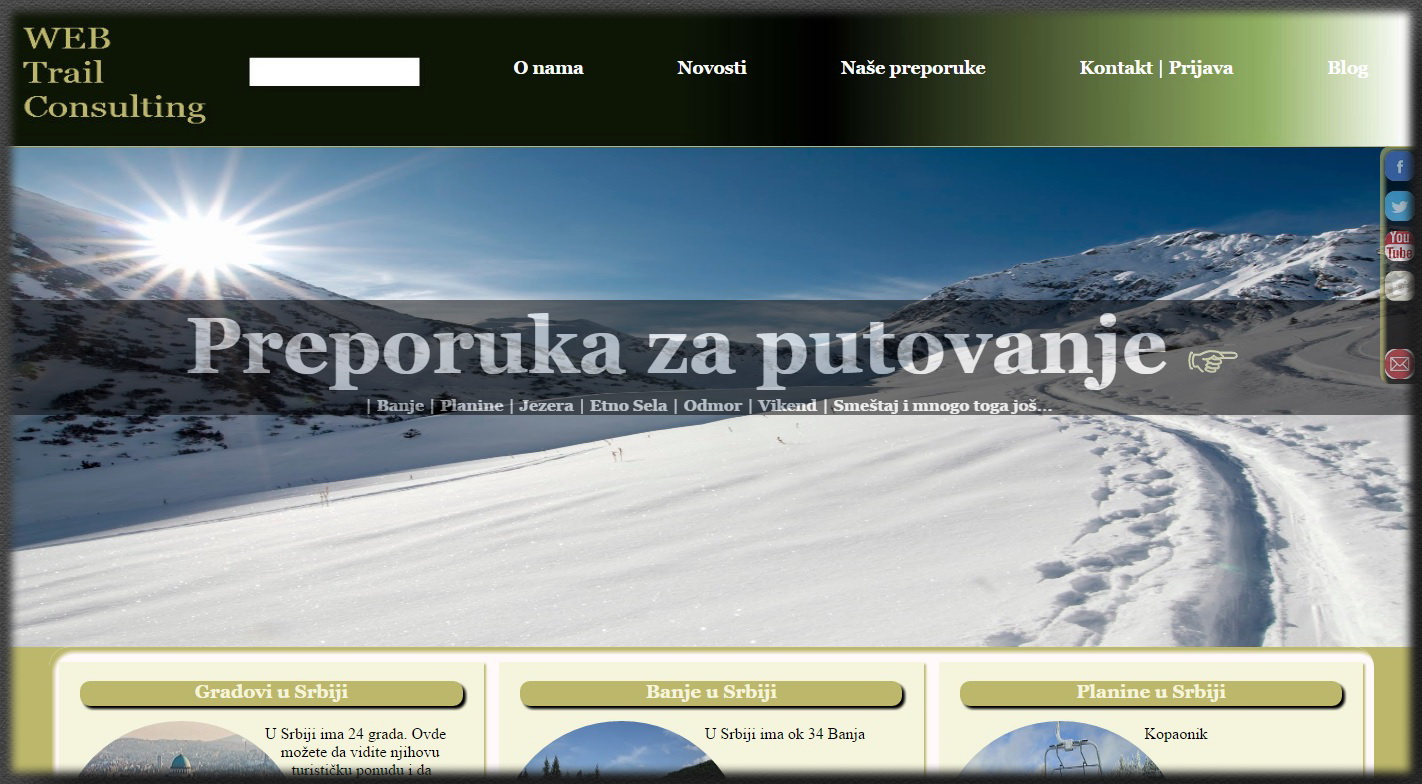 WEB
Trail
Consulting
O nama
Novosti
Naše preporuke
Kontakt | Prijava
Blog
f
You
Tube
Preporuka za putovanje
| Banje | Planine | Jezera | Etno Sela | Odmor | Vikend | Smeštaj i mnogo toga još...
Gradovi u Srbiji
U Srbiji ima 24 grada. Ovde
možete da vidite njihovu
turističku ponudu i da
Banje u Srbiji
U Srbiji ima ok 34 Banja
Planine u Srbiji
Kopaonik